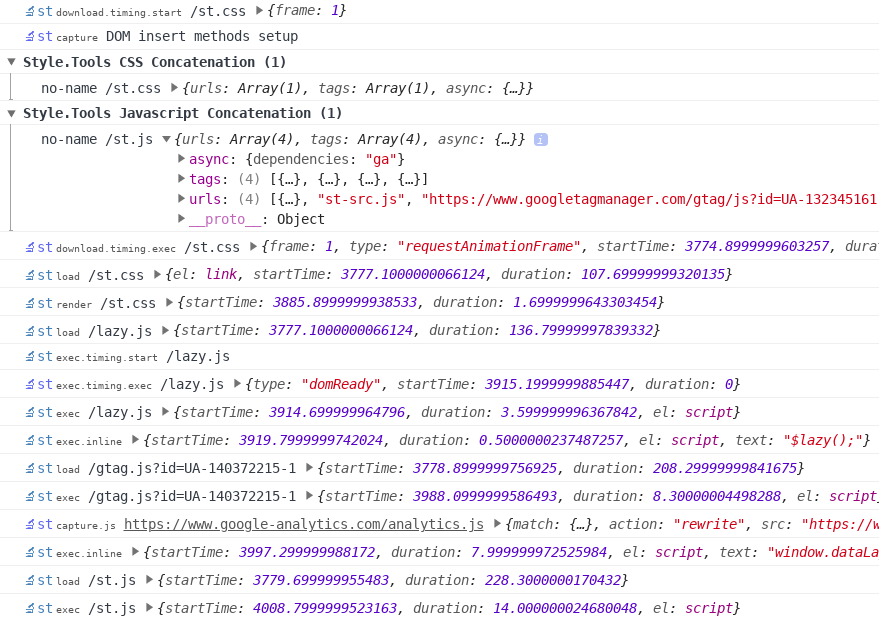 st download.timing.start /st.css ▶{frame: 1}
st capture DOM insert methods setup
▼ Style.Tools CSS Concatenation (1)
no-name /st.css ▶{urls: Array(1), tags: Array(1), async: {…}}
▼ Style.Tools Javascript Concatenation (1)
no-name /st.js ▼{urls: Array(4), tags: Array(4), async: {…}} i
▶async: {dependencies: "ga"}
▶tags: (4) [{…}, {…}, {…}, {…}]
▶urls: (4) [{…}, "st-src.js", "https://www.googletagmanager.com/gtag/js?id=UA-132345161
▶__proto__: Object
st download.timing.exec /st.css ▶{frame: 1, type: "requestAnimationFrame", startTime: 3774.8999999603257, dura
st load /st.css ▶{el: link, startTime: 3777.1000000066124, duration: 107.69999999320135}
st render /st.css ▶{startTime: 3885.8999999938533, duration: 1.6999999643303454}
st load /lazy.js ▶{startTime: 3777.1000000066124, duration: 136.79999997839332}
st exec.timing.start /lazy.js
st exec.timing.exec /lazy.js ▶{type: "domReady", startTime: 3915.1999999885447, duration: 0}
st exec /lazy.js ▶{startTime: 3914.699999964796, duration: 3.599999996367842, el: script}
st exec.inline ▶{startTime: 3919.7999999742024, duration: 0.5000000237487257, el: script, text: "$lazy();"}
st load /gtag.js?id=UA-140372215-1 ▶{startTime: 3778.8999999756925, duration: 208.29999999841675}
st exec /gtag.js?id=UA-140372215-1 ▶{startTime: 3988.0999999586493, duration: 8.30000004498288, el: script
st capture.js https://www.google-analytics.com/analytics.js ▶{match: {…}, action: "rewrite", src: "https://w
st exec.inline ▶{startTime: 3997.299999988172, duration: 7.999999972525984, el: script, text: "window.dataLa
st load /st.js ▶{startTime: 3779.699999955483, duration: 228.3000000170432}
st exec /st.js ▶{startTime: 4008.7999999523163, duration: 14.000000024680048, el: script}